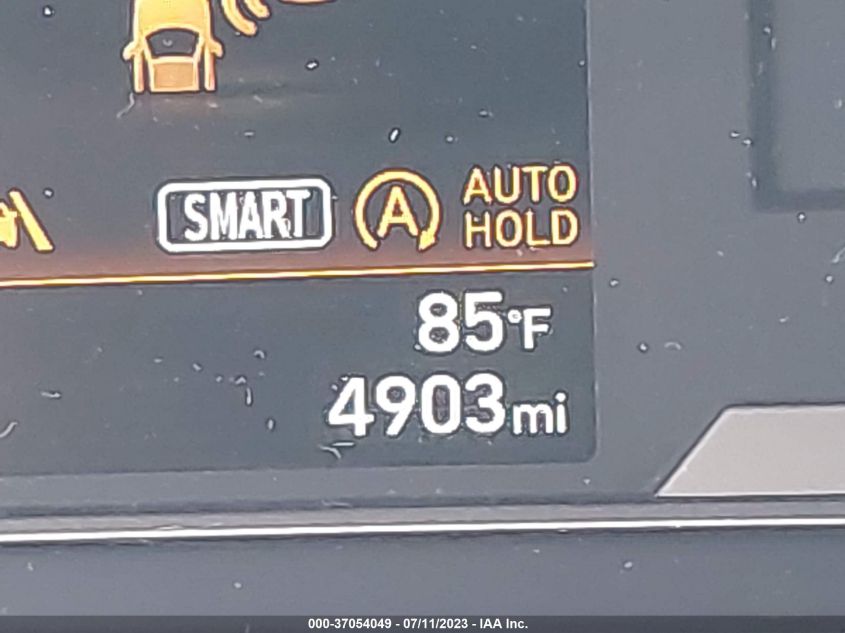 SMART
A
AUTO
HOLD
85°F
4903mi
000-37054049 - 07/11/2023 - IAA Inc.